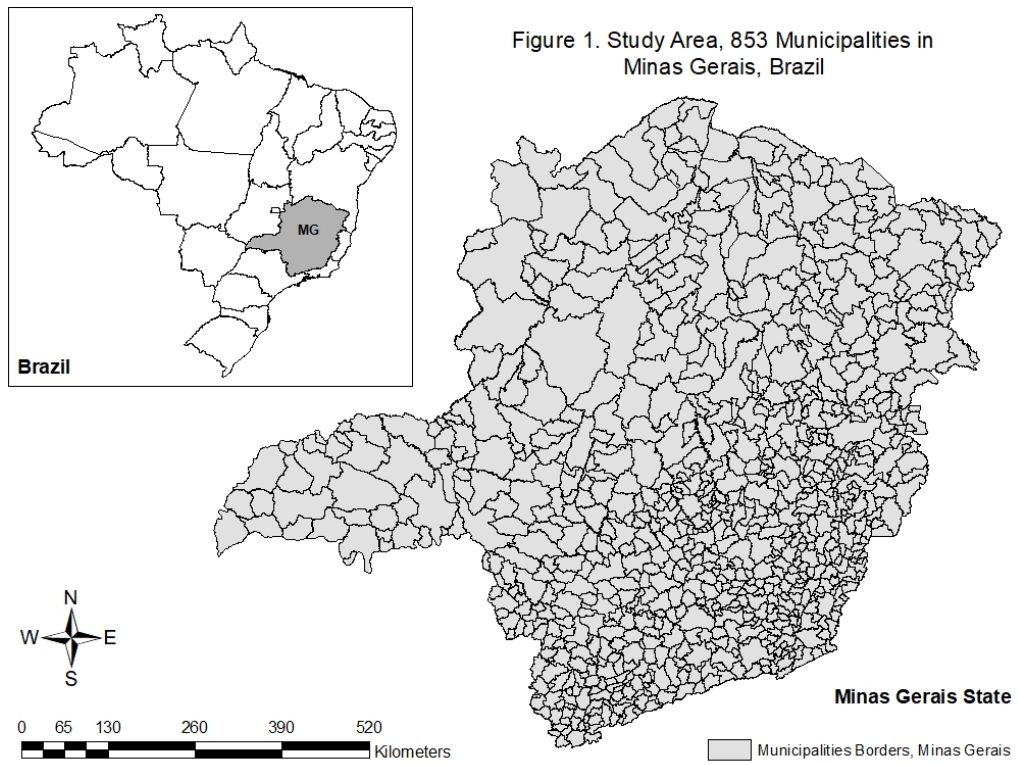 Figure 1. Study Area, 853 Municipalities in
Minas Gerais, Brazil
MG
Brazil
N
W E
S
Minas Gerais State
0 65 130 260 390 520
Kilometers
Municipalities Borders, Minas Gerais